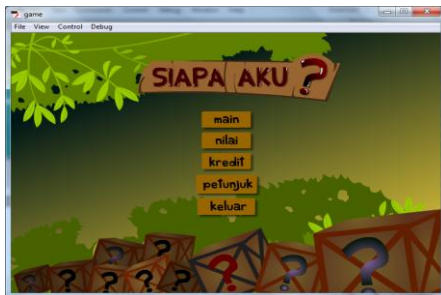 game
File View Control Debug
SIAPA AKU ?
main
nilai
kredit
petunjuk
keluar
?
?
?
?
?
?
?
?